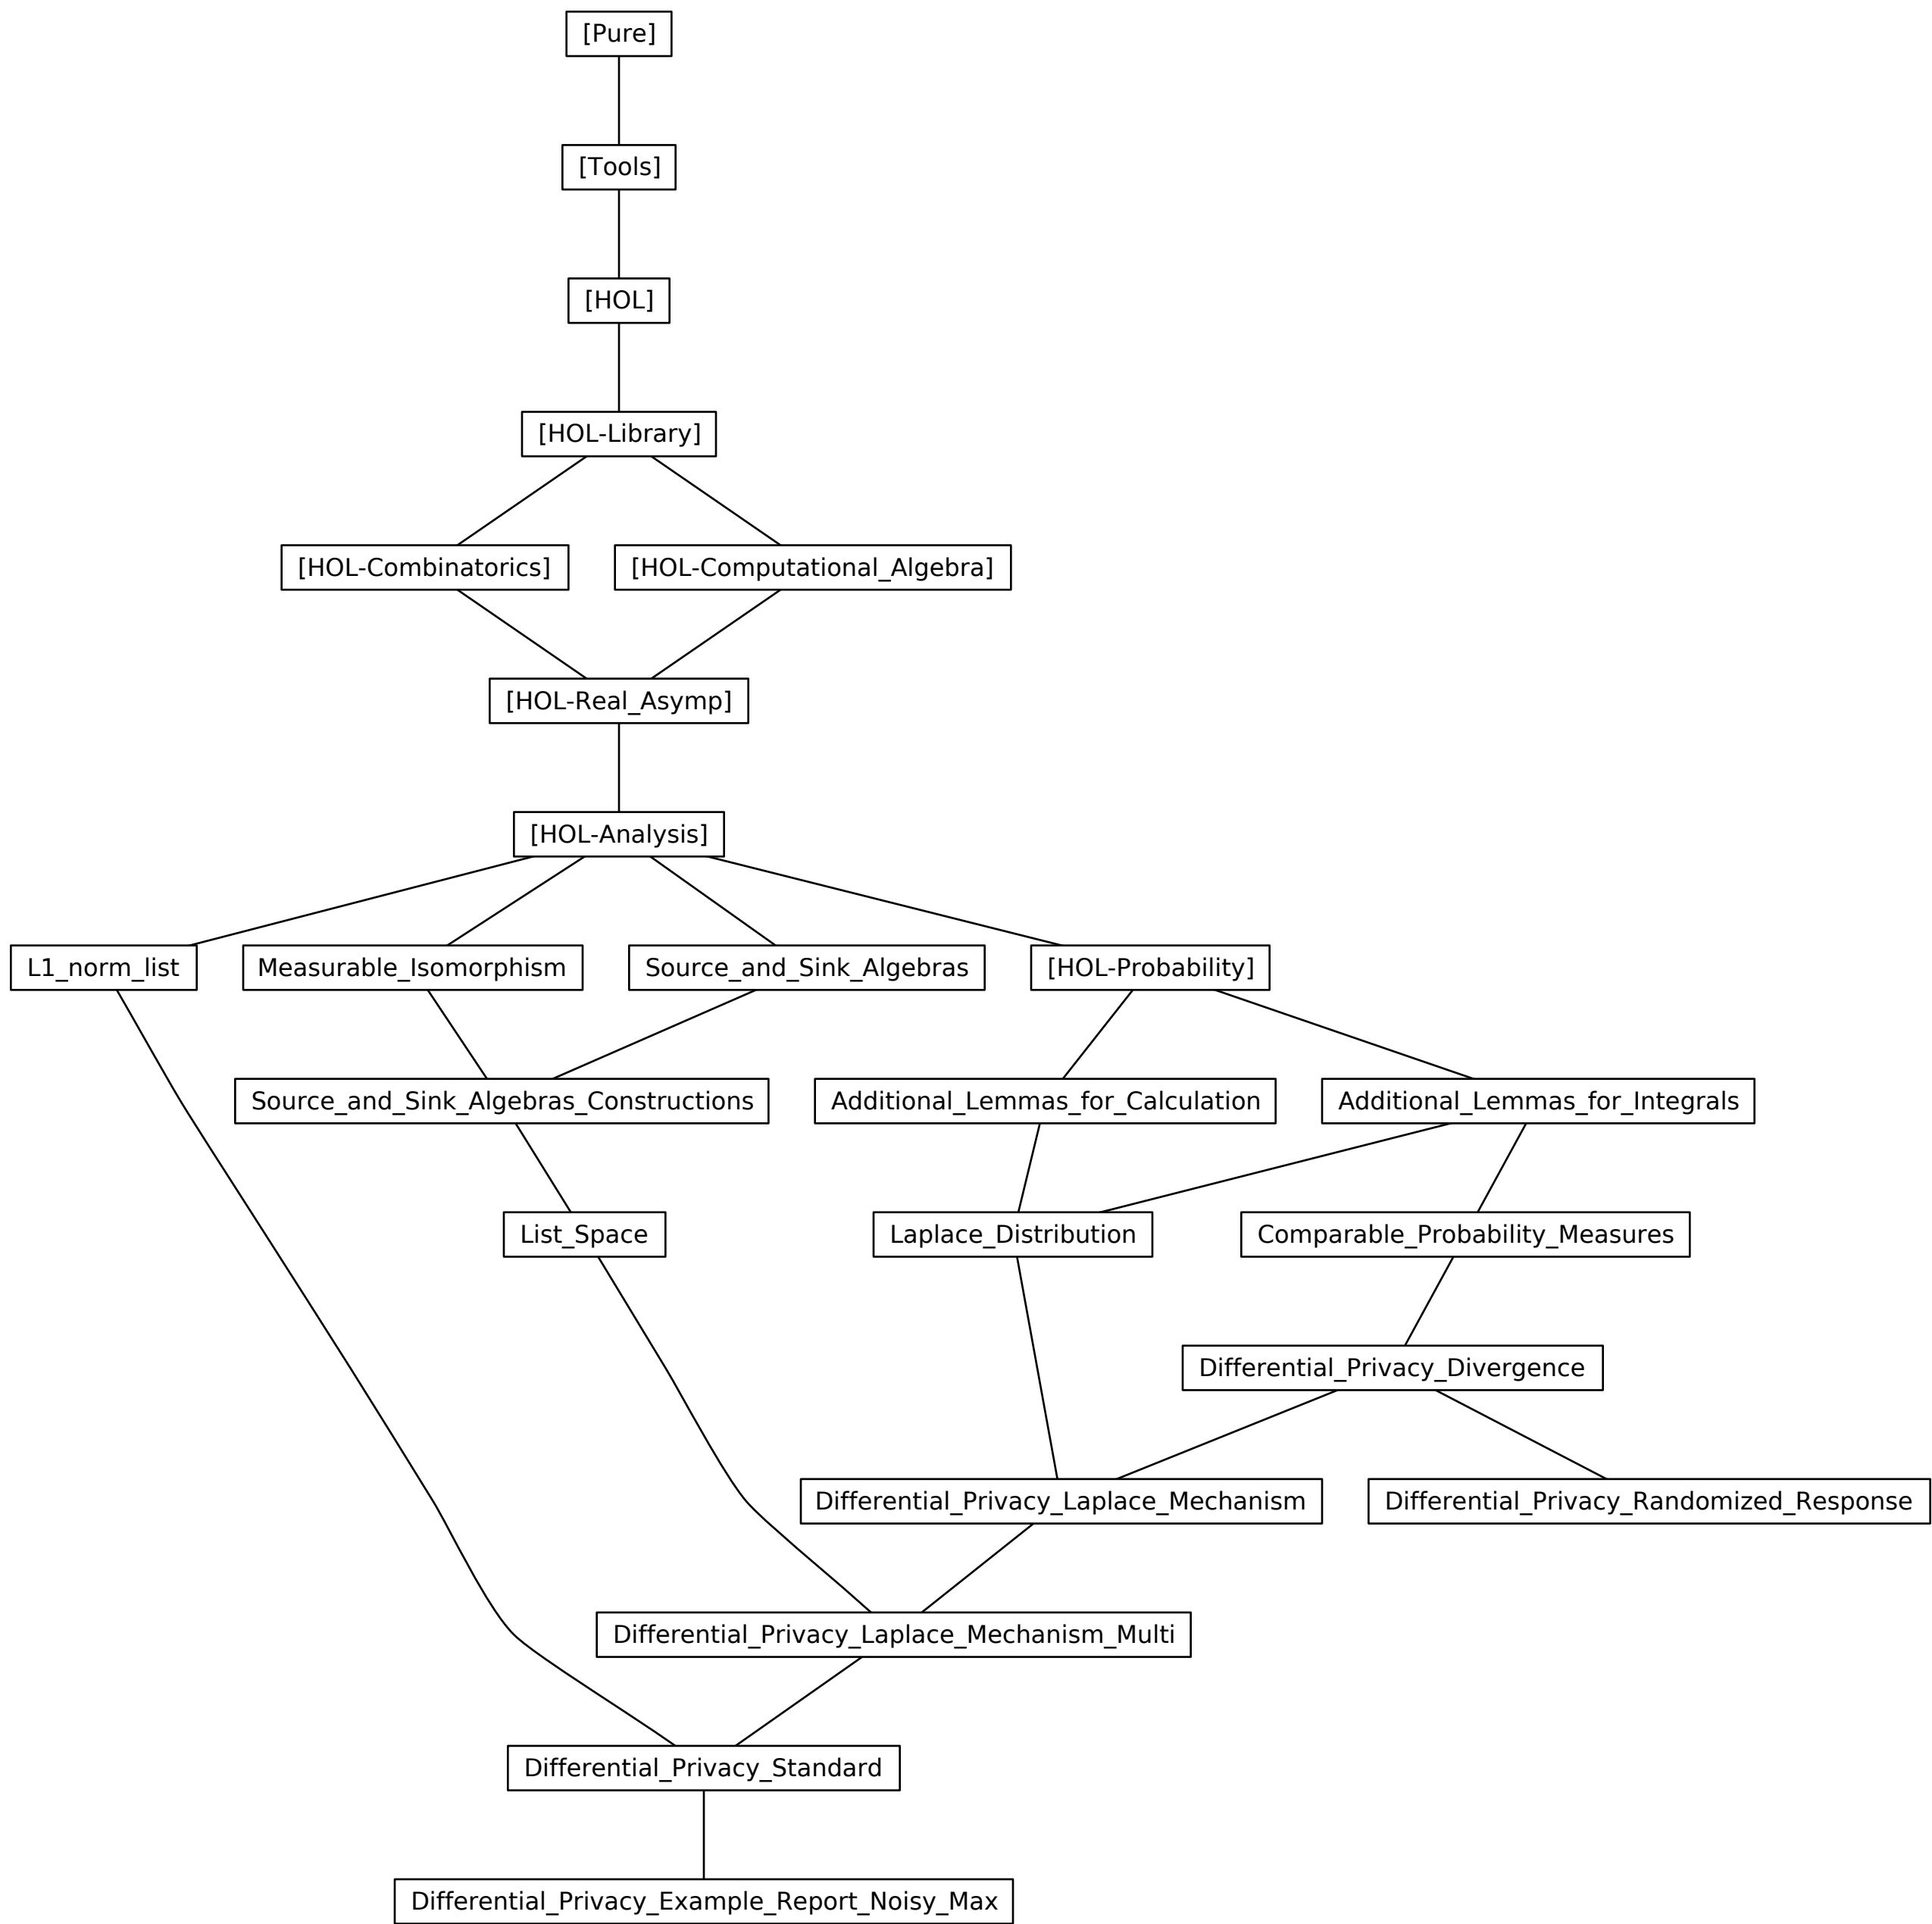 [Pure]
[Tools]
[HOL]
[HOL-Library]
[HOL-Combinatorics]
[HOL-Computational_Algebra]
[HOL-Real_Asymp]
[HOL-Analysis]
L1_norm_list
Measurable_Isomorphism
Source_and_Sink_Algebras
[HOL-Probability]
Source_and_Sink_Algebras_Constructions
Additional_Lemmas_for_Calculation
Additional_Lemmas_for_Integrals
List_Space
Laplace_Distribution
Comparable_Probability_Measures
Differential_Privacy_Divergence
Differential_Privacy_Laplace_Mechanism
Differential_Privacy_Randomized_Response
Differential_Privacy_Laplace_Mechanism_Multi
Differential_Privacy_Standard
Differential_Privacy_Example_Report_Noisy_Max